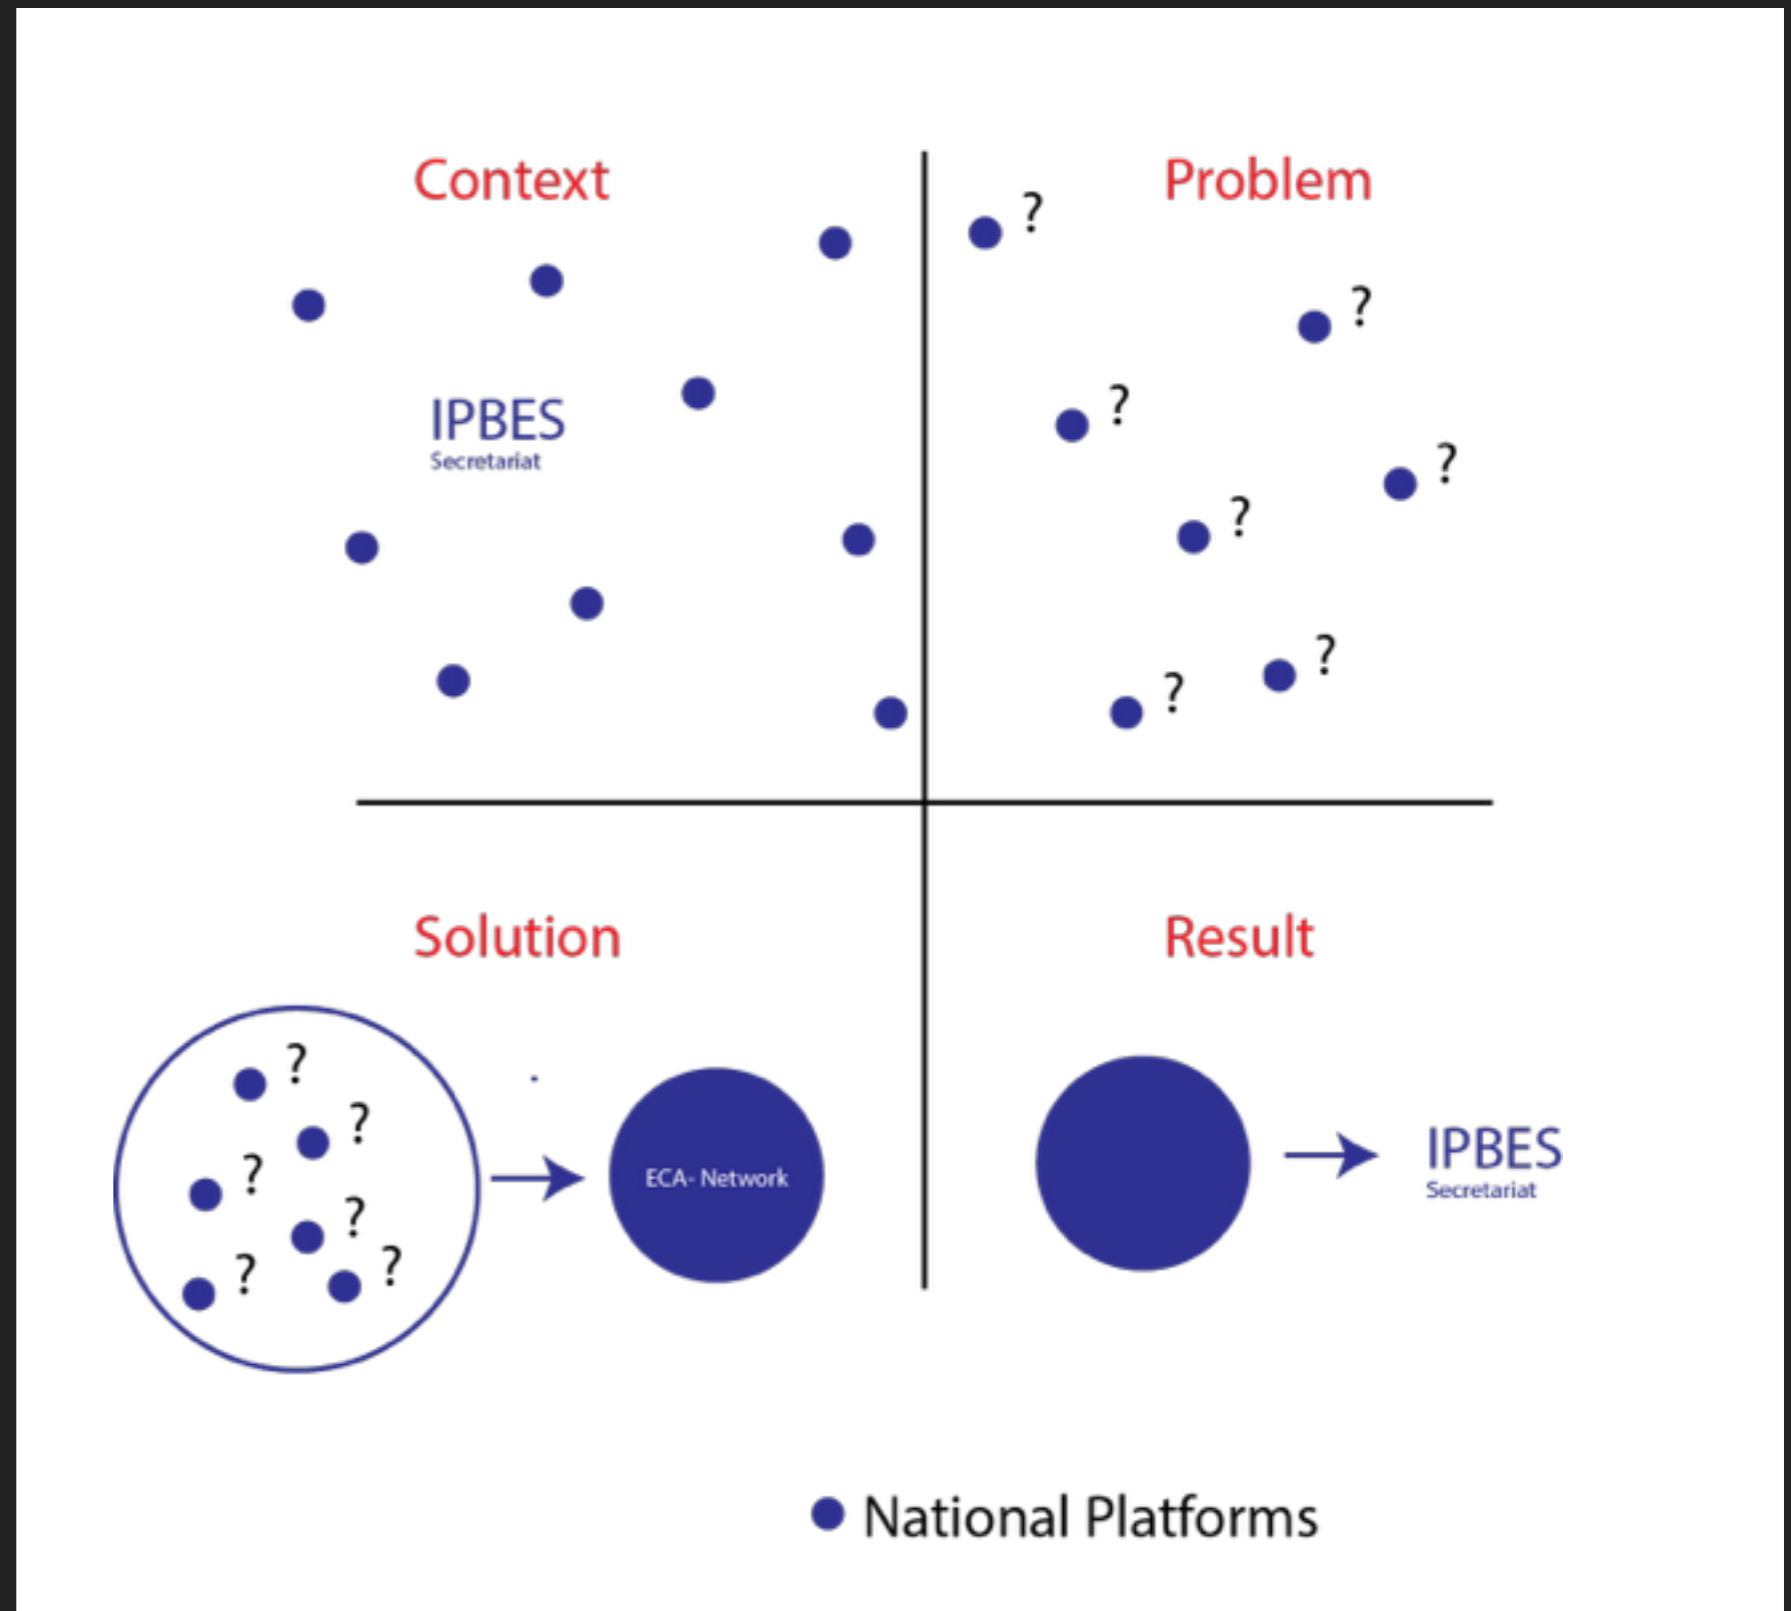 Context
Problem
?
?
?
IPBES
Secretariat
?
?
?
?
Solution
Result
?
?
?
?
?
?
ECA- Network
IPBES
Secretariat
National Platforms